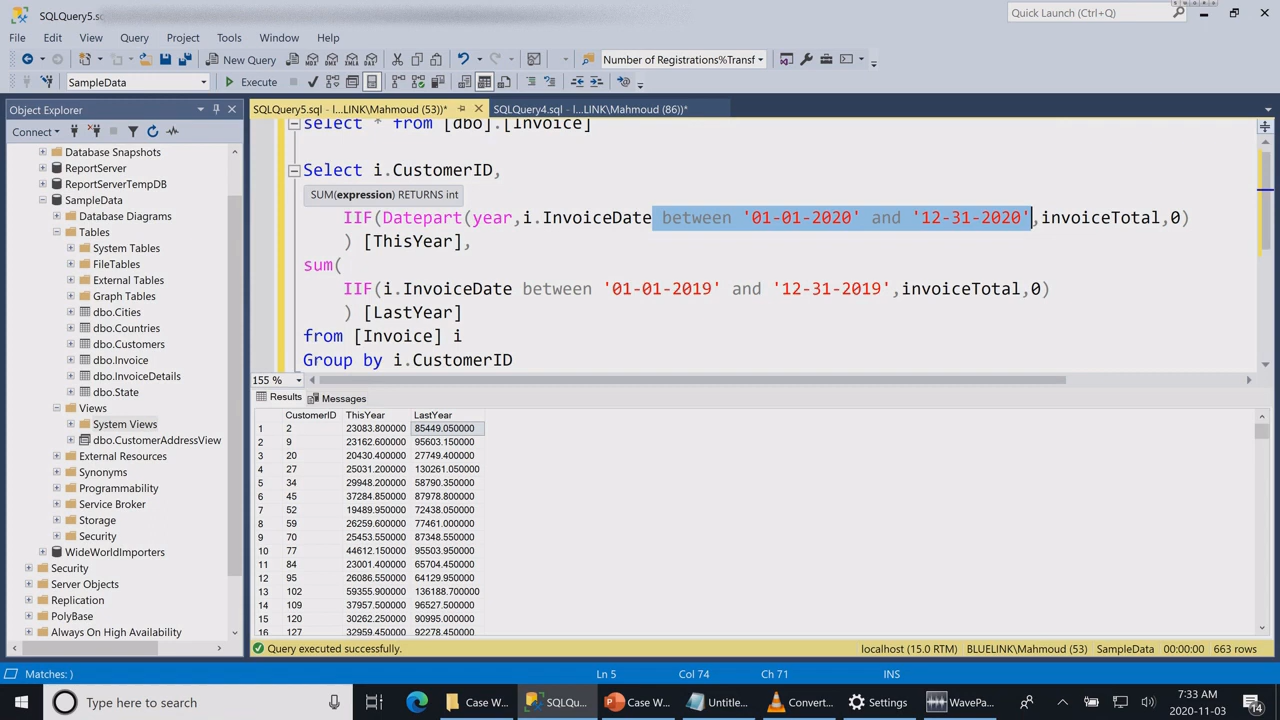 SQLQuery5.sq
Quick Launch (Ctrl+Q)
File Edit View Query Project Tools Window Help
New Query
Number of Registrations%Transf
SampleData
Execute
Object Explorer
SQLQuery5.sql - l...LINK\Mahmoud (53))*
SQLQuery4.sql - l...LINK\Mahmoud (86))*
Connect
Database Snapshots
ReportServer
ReportServerTempDB
SampleData
Database Diagrams
Tables
System Tables
FileTables
External Tables
Graph Tables
dbo.Cities
dbo.Countries
dbo.Customers
dbo.Invoice
dbo.InvoiceDetails
dbo.State
Views
System Views
dbo.CustomerAddressView
External Resources
Synonyms
Programmability
Service Broker
Storage
Security
WideWorldImporters
Security
Server Objects
Replication
PolyBase
Always On High Availability
select * from [dbo].[Invoice]
Select i.CustomerID,
SUM(expression) RETURNS int
IIF(Datepart(year,i.InvoiceDate between '01-01-2020' and '12-31-2020',invoiceTotal,0)
) [ThisYear],
sum(
IIF(i.InvoiceDate between '01-01-2019' and '12-31-2019',invoiceTotal,0)
) [LastYear]
from [Invoice] i
Group by i.CustomerID
155 %
Results Messages
CustomerID ThisYear LastYear
1 2 23083.800000 85449.050000
2 9 23162.600000 95603.150000
3 20 20430.400000 27749.400000
4 27 25031.200000 130261.050000
5 34 29948.200000 58790.350000
6 45 37284.850000 87978.800000
7 52 19489.950000 72438.050000
8 59 26259.600000 77461.000000
9 70 25453.550000 87348.550000
10 77 44612.150000 95503.950000
11 84 23001.400000 65704.450000
12 95 26086.550000 64129.950000
13 102 59355.900000 136188.700000
14 109 37957.500000 96527.500000
15 120 30262.250000 90995.000000
16 127 32959.450000 92278.450000
Query executed successfully.
localhost (15.0 RTM) BLUELINK\Mahmoud (53) SampleData 00:00:00 663 rows
Matches: ) Ln 5 Col 74 Ch 71 INS
Type here to search
Case W...
SQLQu...
Case W...
Untitle...
Convert...
Settings
WavePa...
7:33 AM
2020-11-03
14